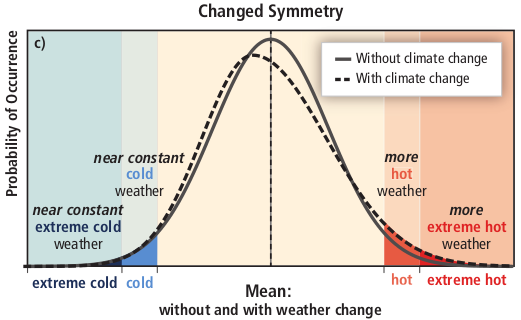 Changed Symmetry
c)
Probability of Occurrence
Without climate change
With climate change
near constant
cold
weather
near constant
extreme cold
weather
more
hot
weather
more
extreme hot
weather
extreme cold
cold
hot
extreme hot
Mean:
without and with weather change